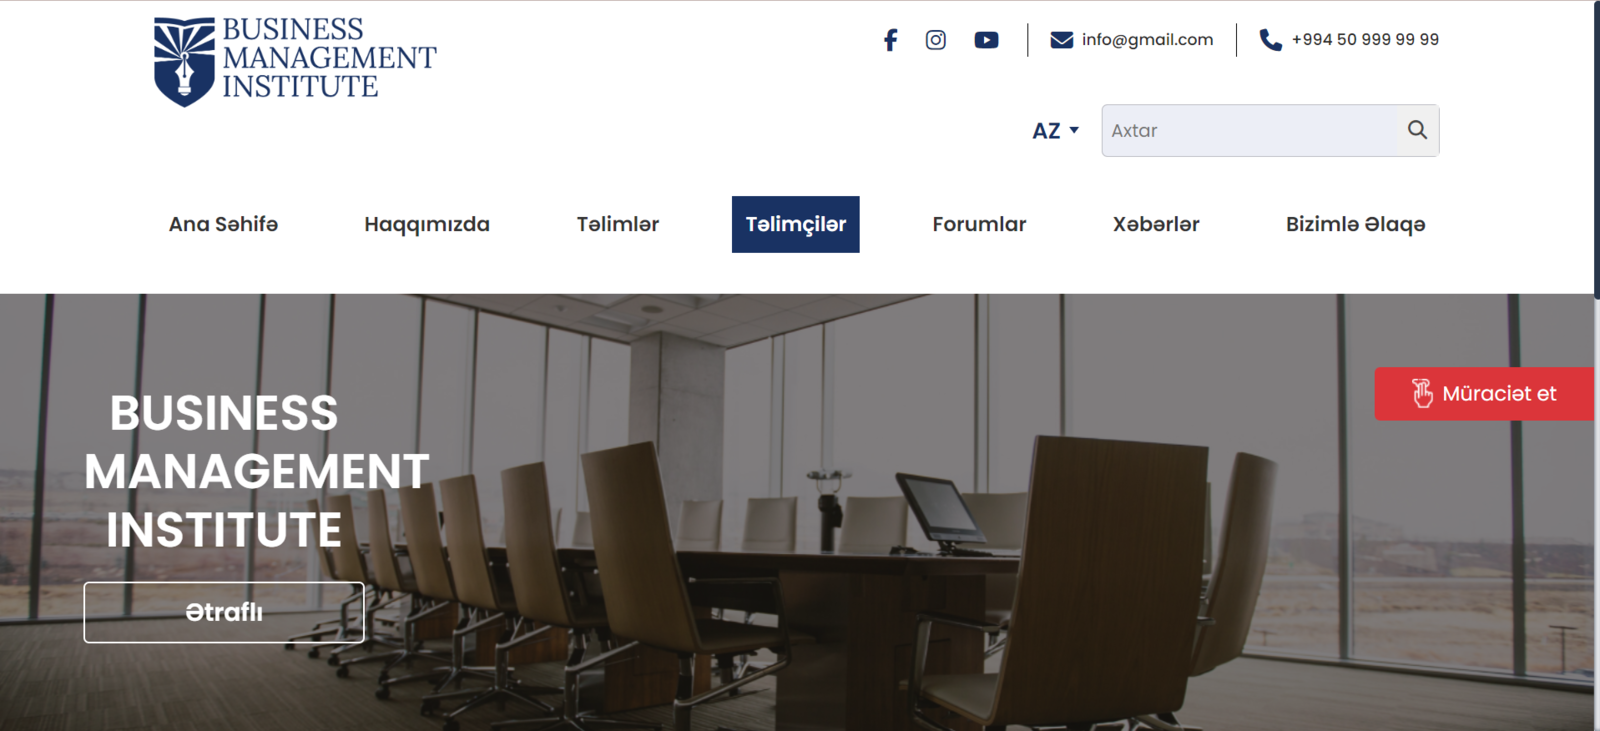 BUSINESS
MANAGEMENT
INSTITUTE
info@gmail.com
+994 50 999 99 99
AZ
Axtar
Ana Səhifə
Haqqımızda
Təlimlər
Təlimçilər
Forumlar
Xəbərlər
Bizimlə Əlaqə
Müraciət et
BUSINESS
MANAGEMENT
INSTITUTE
Ətraflı